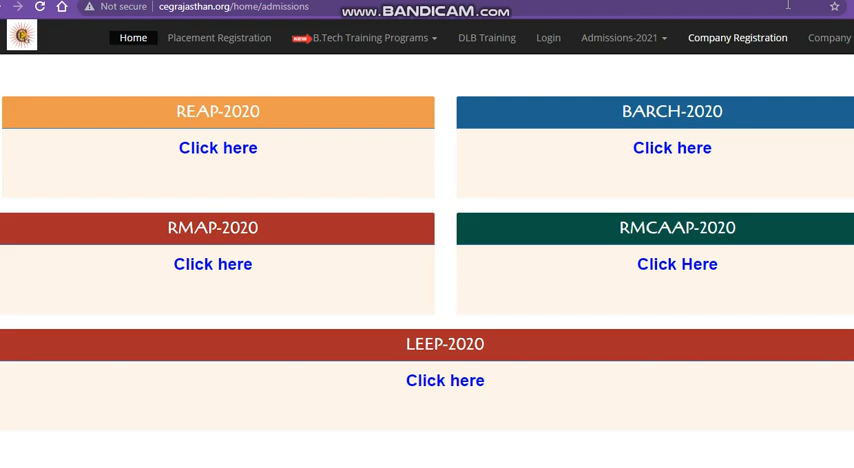 Not secure | cegrajasthan.org/home/admissions
www.BANDICAM.com
Home Placement Registration NEW B.Tech Training Programs DLB Training Login Admissions-2021 Company Registration Company
REAP-2020
Click here
BARCH-2020
Click here
RMAP-2020
Click here
RMCAAP-2020
Click Here
LEEP-2020
Click here